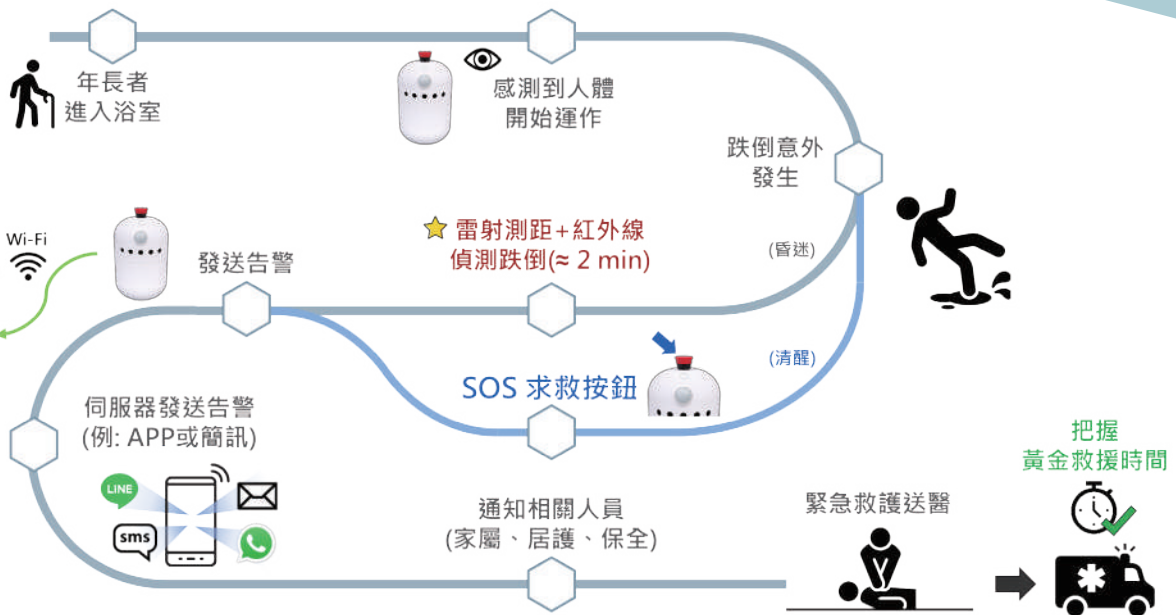 年長者
進入浴室
感測到人體
開始運作
跌倒意外
發生
(昏迷)
(清醒)
雷射測距+紅外線
偵測跌倒(≈ 2 min)
SOS 求救按鈕
發送告警
Wi-Fi
伺服器發送告警
(例: APP或簡訊)
LINE
sms
通知相關人員
(家屬、居護、保全)
緊急救護送醫
把握
黃金救援時間